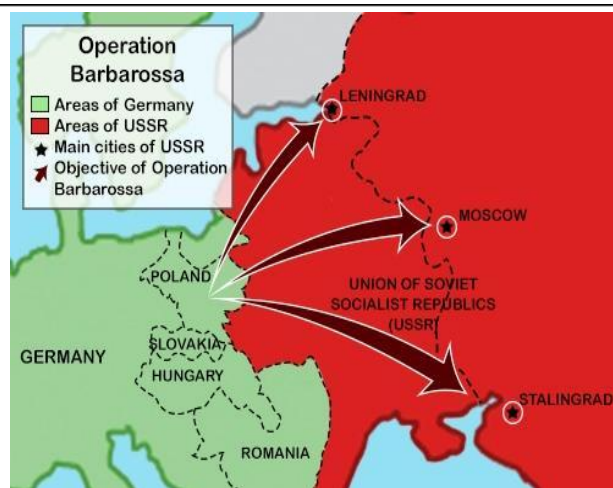 Operation
Barbarossa
Areas of Germany
Areas of USSR
Main cities of USSR
Objective of Operation
Barbarossa
LENINGRAD
MOSCOW
POLAND
UNION OF SOVIET
SOCIALIST REPUBLICS
(USSR)
SLOVAKIA
GERMANY
HUNGARY
STALINGRAD
ROMANIA